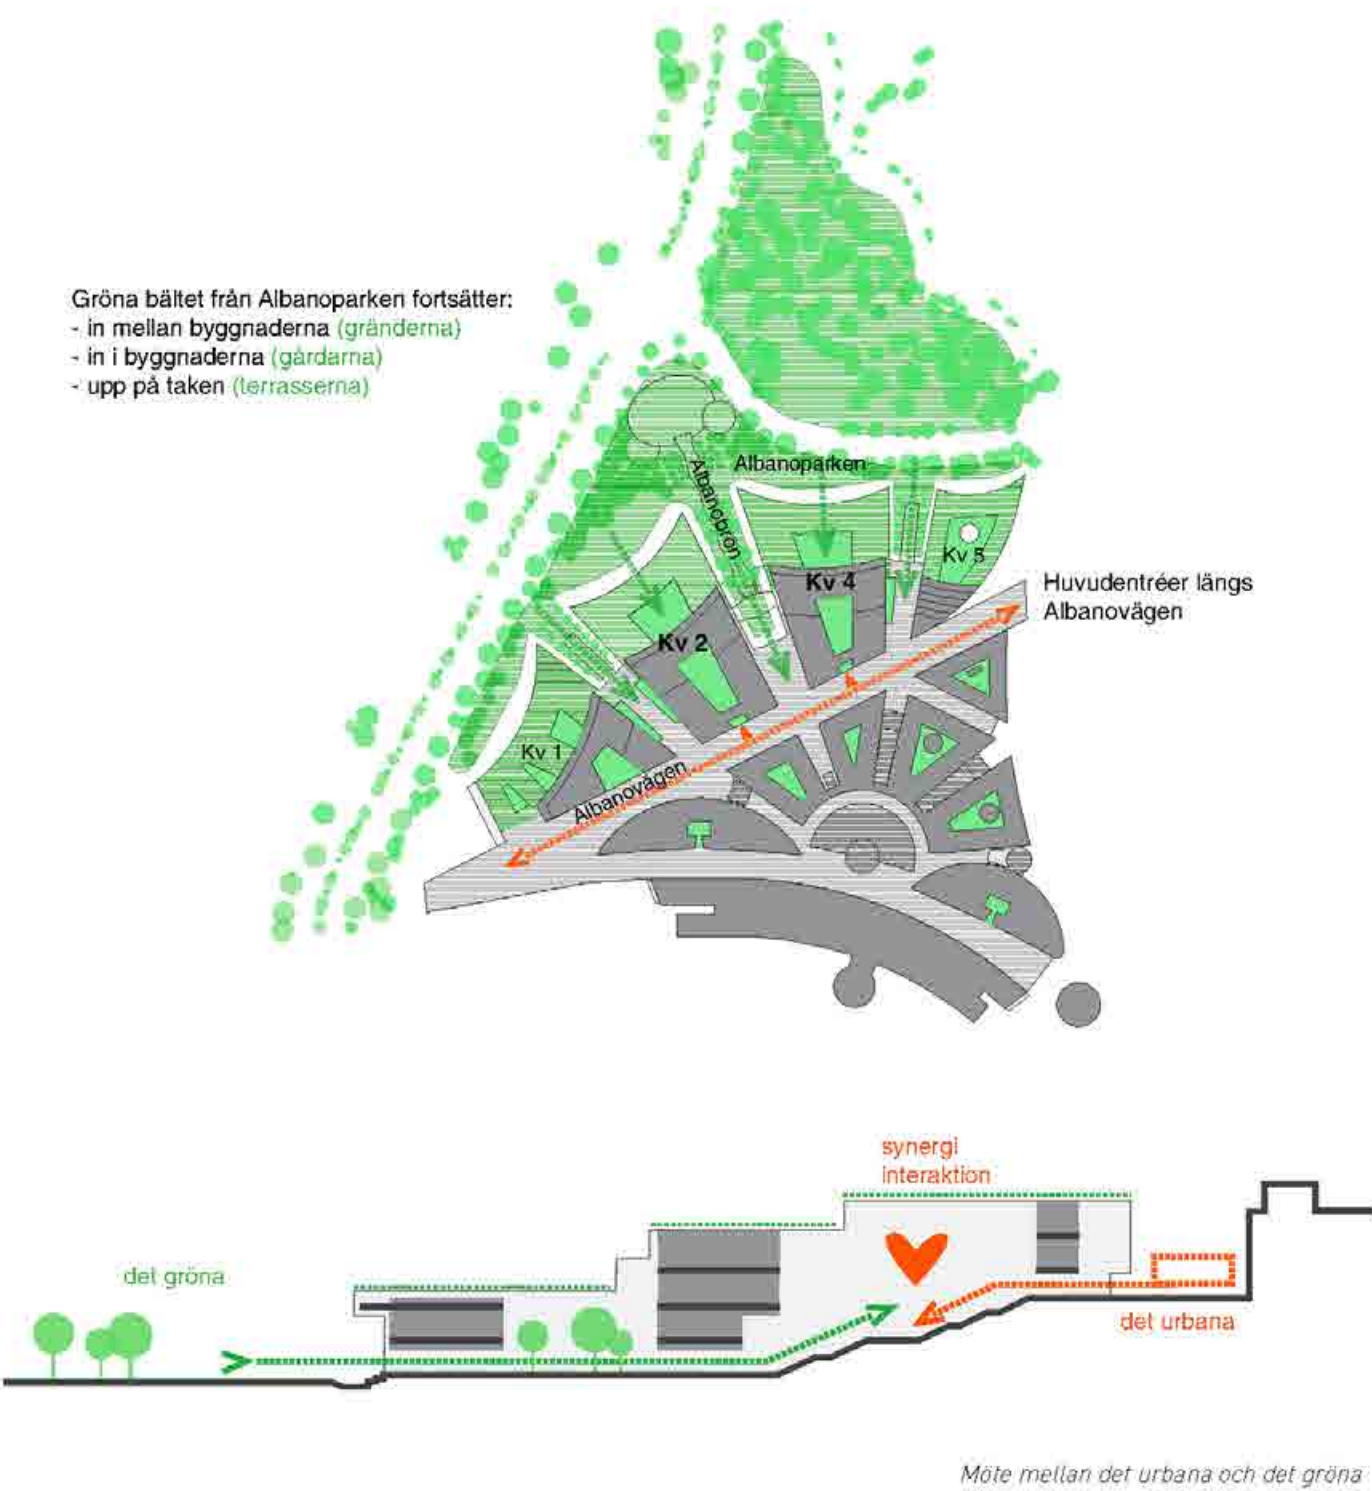 Gröna bältet från Albanoparken fortsätter:
- in mellan byggnaderna (gränderna)
- in i byggnaderna (gårdarna)
- upp på taken (terrasserna)
Albanoparken
Albanobron
Kv 5
Kv 4
Huvudentréer längs
Albanovägen
Kv 2
Kv 1
Albanovägen
synergi
interaktion
det gröna
det urbana
Möte mellan det urbana och det gröna